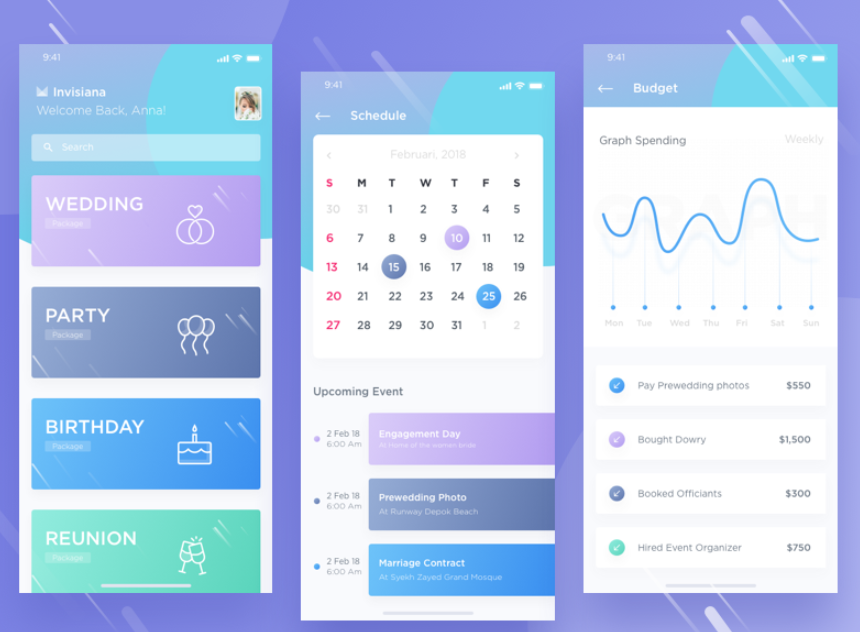 9:41
Invisiana
Welcome Back, Anna!
Search
WEDDING
Package
PARTY
Package
BIRTHDAY
Package
REUNION
Package
9:41
Schedule
Februari, 2018
S M T W T F S
30 31 1 2 3 4 5
6 7 8 9 10 11 12
13 14 15 16 17 18 19
20 21 22 23 24 25 26
27 28 29 30 31 1 2
Upcoming Event
2 Feb 18
6:00 Am
Engagement Day
At Home of the women bride
2 Feb 18
6:00 Am
Prewedding Photo
At Runway Depok Beach
2 Feb 18
6:00 Am
Marriage Contract
At Syekh Zayed Grand Mosque
9:41
Budget
Graph Spending Weekly
GRAPH
Mon Tue Wed Thu Fri Sat Sun
Pay Prewedding photos $550
Bought Dowry $1,500
Booked Officiants $300
Hired Event Organizer $750